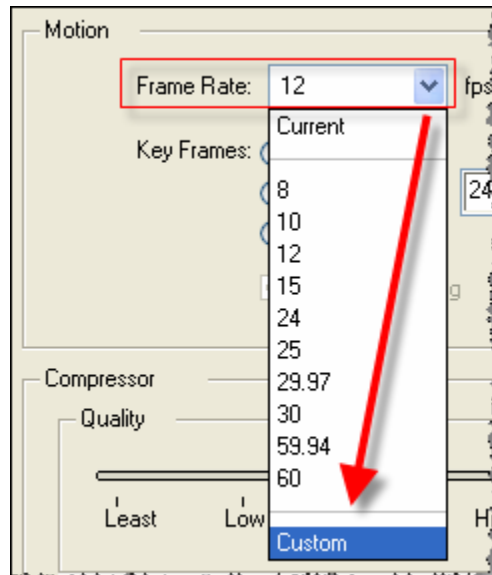 Motion
Frame Rate: 12 fps
Current
Key Frames:
8
24
10
12
15
24
25
29.97
30
59.94
60
Custom
Compressor
Quality
Least Low